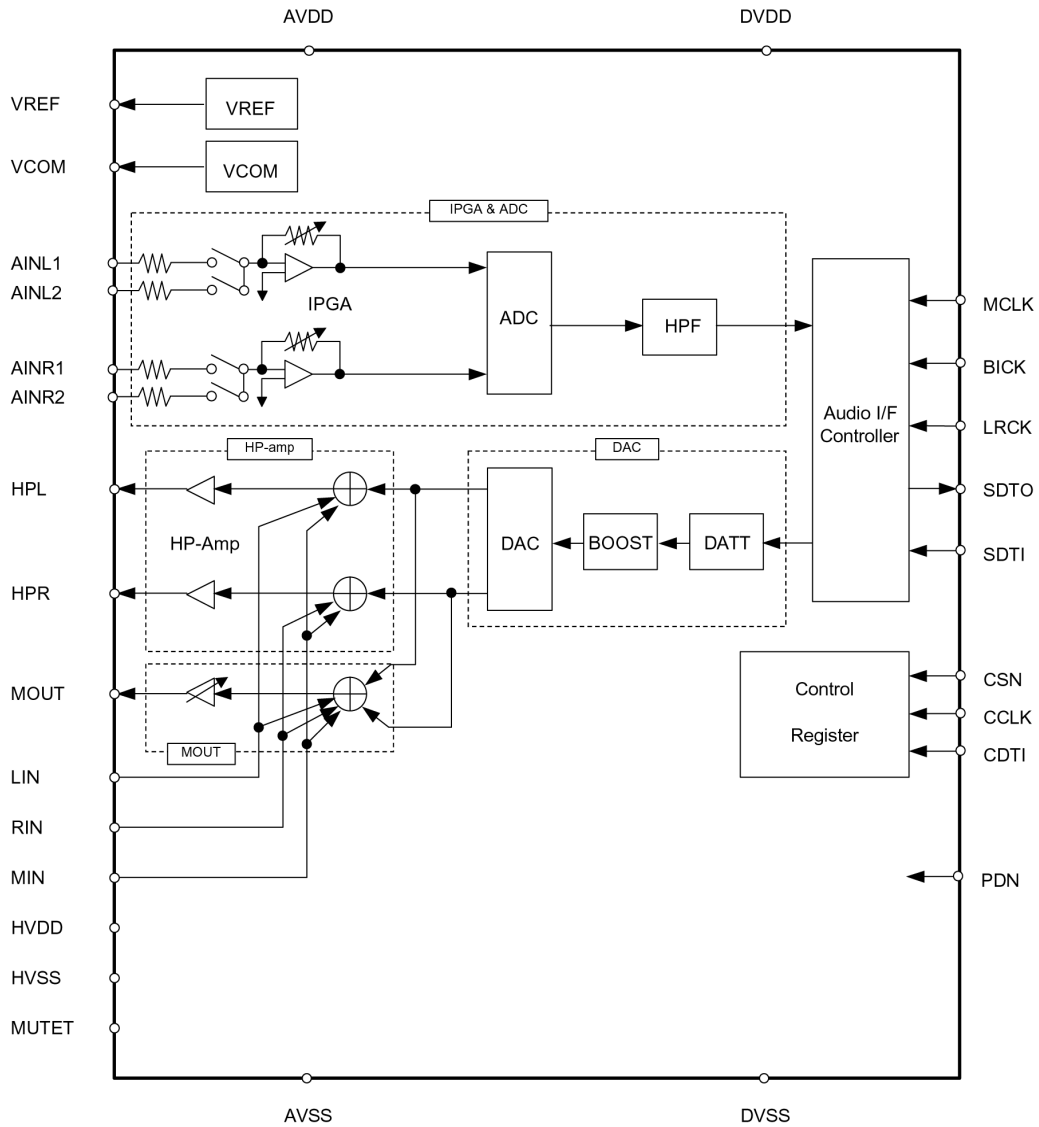 AVDD
DVDD
VREF
VREF
VCOM
VCOM
IPGA & ADC
AINL1
AINL2
IPGA
AINR1
AINR2
ADC
HPF
Audio I/F
Controller
MCLK
BICK
LRCK
SDTO
SDTI
HP-amp
DAC
HPL
HP-Amp
HPR
DAC
BOOST
DATT
MOUT
MOUT
Control
Register
CSN
CCLK
CDTI
LIN
RIN
MIN
PDN
HVDD
HVSS
MUTET
AVSS
DVSS